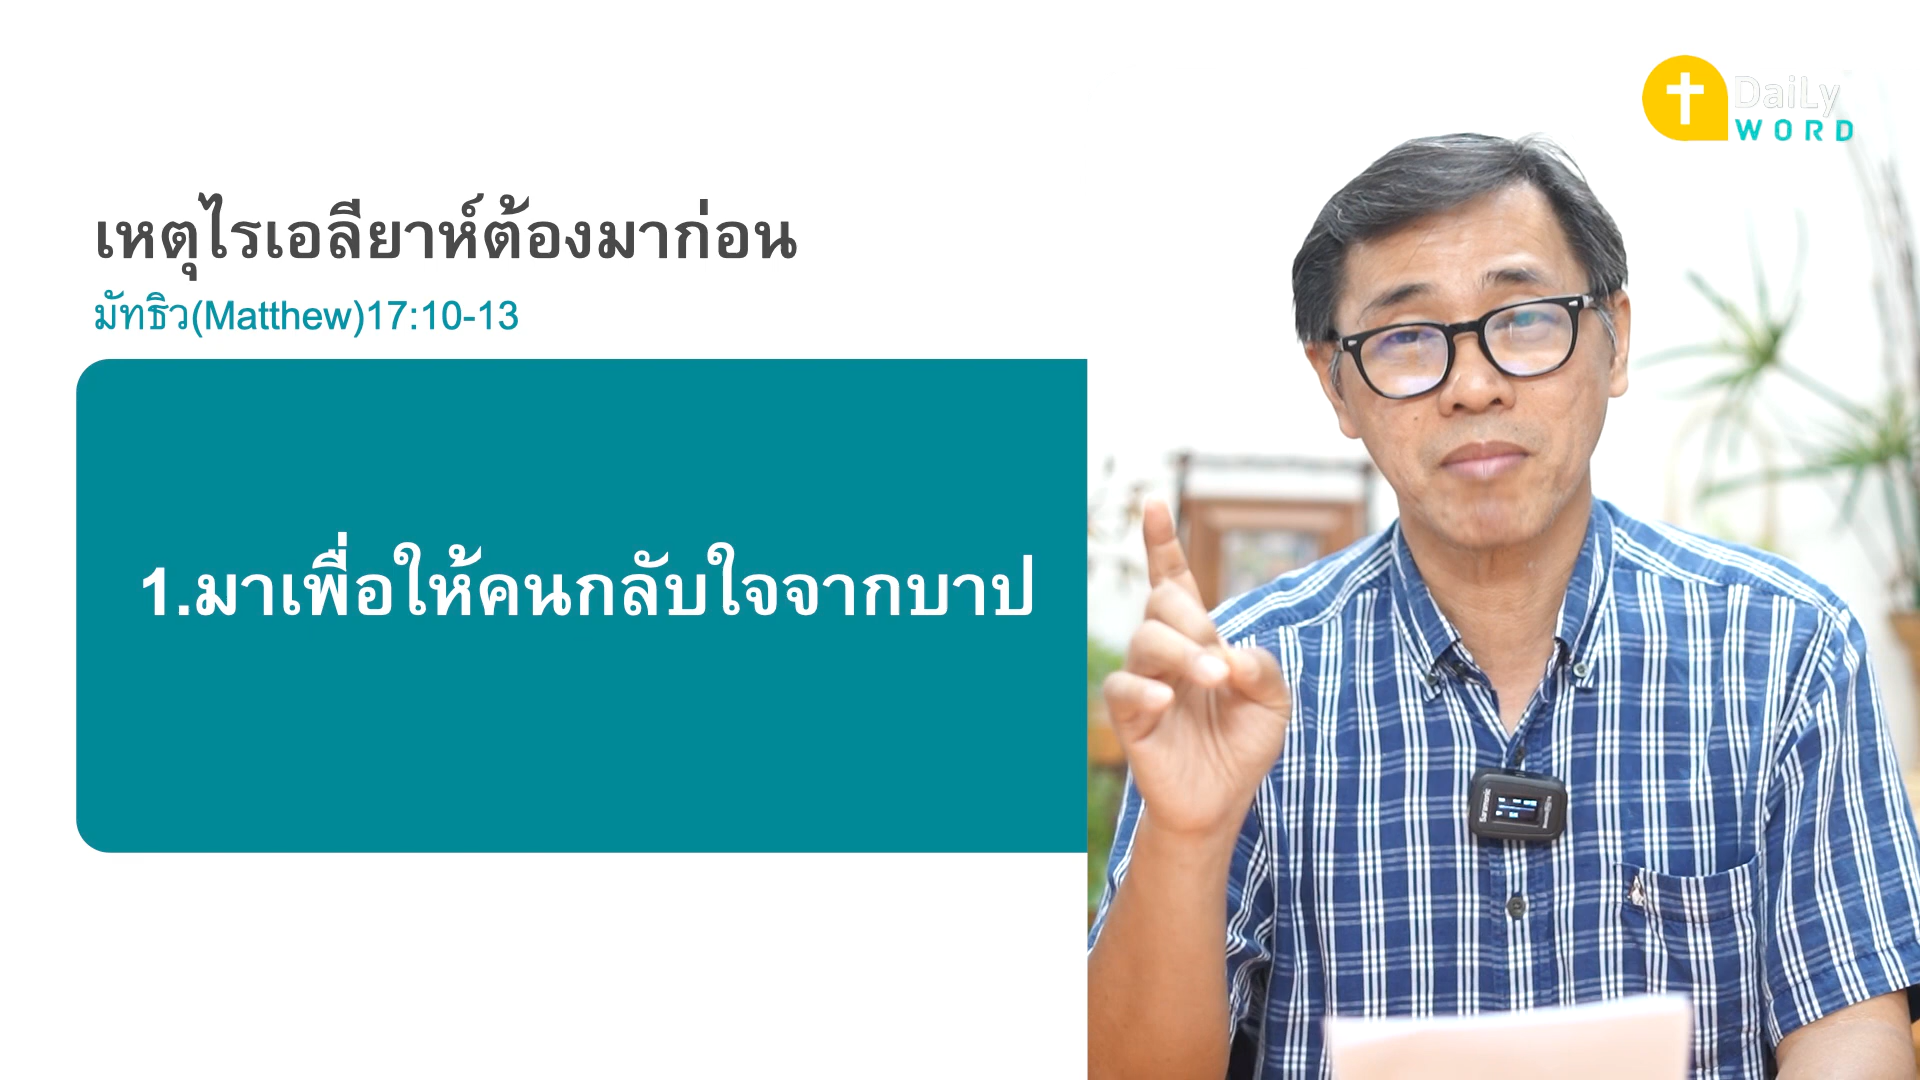 DaiLy
WORD
เหตุไรเอลียาห์ต้องมาก่อน
มัทธิว(Matthew)17:10-13
1.มาเพื่อให้คนกลับใจจากบาป